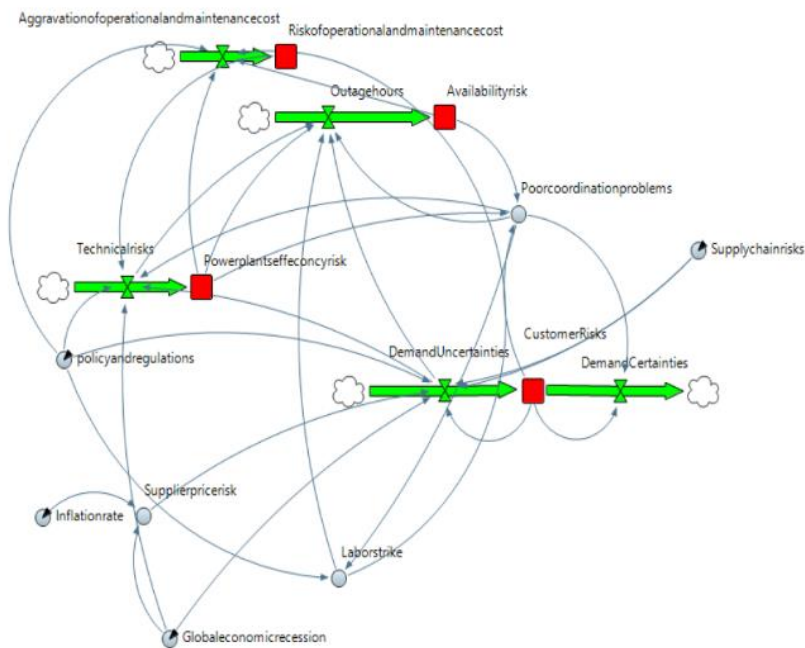 Aggravationofoperationalandmaintenancecost
Riskofoperationalandmaintenancecost
Outagehours
Availabilityrisk
Poorcoordinationproblems
Technicalrisks
Powerplantseffeconcyrisk
Supplychainrisks
policyandregulations
DemandUncertainties
CustomerRisks
DemandCertainties
Supplierpricerisk
Inflationrate
Laborstrike
Globaleconomicrecession